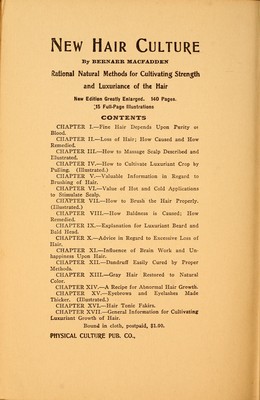 NEW HAIR CULTURE
By BERNARR MACFADDEN
Rational Natural Methods for Cultivating Strength
and Luxuriance of the Hair
New Edition Greatly Enlarged. 140 Pages.
15 Full-Page Illustrations
CONTENTS
CHAPTER I.—Fine Hair Depends Upon Purity of
Blood.
CHAPTER II.—Loss of Hair; How Caused and How
Remedied.
CHAPTER III.—How to Massage Scalp Described and
Illustrated.
CHAPTER IV.—How to Cultivate Luxuriant Crop by
Pulling. (Illustrated.)
CHAPTER V.—Valuable Information in Regard to
Brushing of Hair.
CHAPTER VI.—Value of Hot and Cold Applications
to Stimulate Scalp.
CHAPTER VII.—How to Brush the Hair Properly.
(Illustrated.)
CHAPTER VIII.—How Baldness is Caused; How
Remedied.
CHAPTER IX.—Explanation for Luxuriant Beard and
Bald Head.
CHAPTER X.—Advice in Regard to Excessive Loss of
Hair.
CHAPTER XI.—Influence of Brain Work and Un-
happiness Upon Hair.
CHAPTER XII.—Dandruff Easily Cured by Proper
Methods.
CHAPTER XIII.—Gray Hair Restored to Natural
Color.
CHAPTER XIV.—A Recipe for Abnormal Hair Growth.
CHAPTER XV.—Eyebrows and Eyelashes Made
Thicker. (Illustrated.)
CHAPTER XVI.—Hair Tonic Fakirs.
CHAPTER XVII.—General Information for Cultivating
Luxuriant Growth of Hair.
Bound in cloth, postpaid, $1.00.
PHYSICAL CULTURE PUB. CO.,